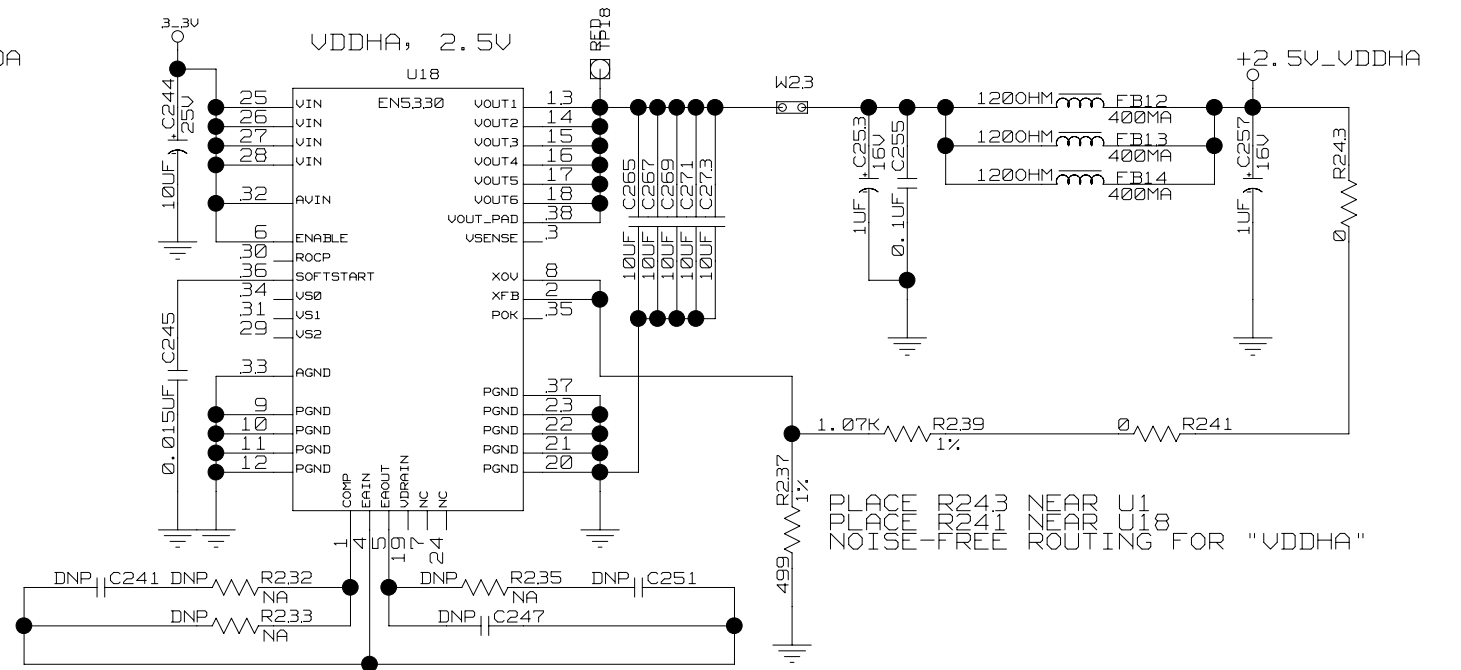 DA
3_3V
VDDHA, 2.5V
RED
TP18
+2.5V_VDDHA
U18
EN5330
C244
25V
10UF
25 VIN
26 VIN
27 VIN
28 VIN
32 AVIN
6 ENABLE
30 ROCP
36 SOFTSTART
34 VS0
31 VS1
29 VS2
33 AGND
9 PGND
10 PGND
11 PGND
12 PGND
VOUT1 13
VOUT2 14
VOUT3 15
VOUT4 16
VOUT5 17
VOUT6 18
VOUT_PAD 38
VSENSE 3
XOV 8
XFB 2
POK 35
PGND 37
PGND 23
PGND 22
PGND 21
PGND 20
COMP
EAIN
EAOUT
VDRAIN
NC
NC
1
4
5
19
7
24
C245
0.015UF
C265
C267
C269
C271
C273
10UF
10UF
10UF
10UF
10UF
W23
C253
16V
1UF
C255
0.1UF
120OHM FB12
400MA
120OHM FB13
400MA
120OHM FB14
400MA
C257
16V
1UF
R243
0
1.07K R239
1%
0 R241
R237
1%
499
PLACE R243 NEAR U1
PLACE R241 NEAR U18
NOISE-FREE ROUTING FOR "VDDHA"
DNP C241 DNP R232
NA
DNP R233
NA
DNP R235
NA
DNP C251
DNP C247